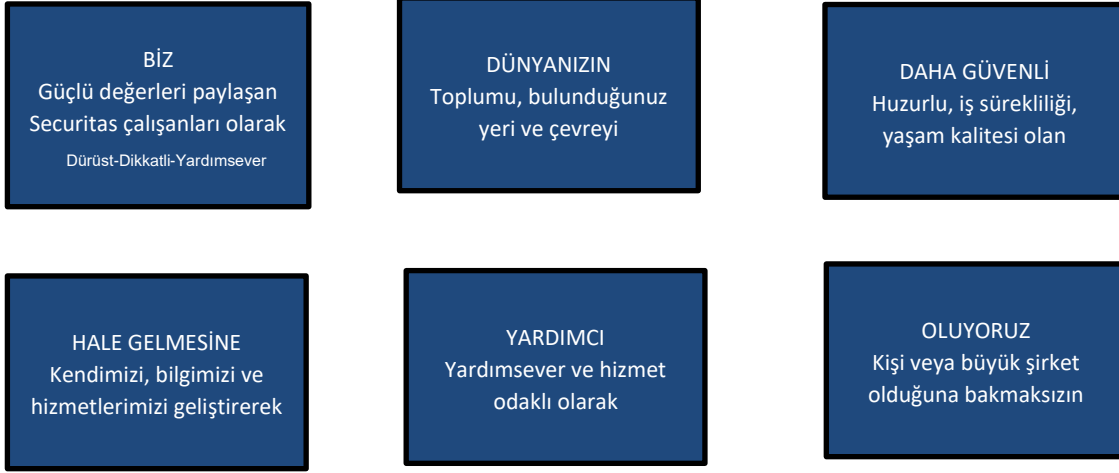 BİZ
Güçlü değerleri paylaşan
Securitas çalışanları olarak
Dürüst-Dikkatli-Yardımsever
DÜNYANIZIN
Toplumu, bulunduğunuz
yeri ve çevreyi
DAHA GÜVENLİ
Huzurlu, iş sürekliliği,
yaşam kalitesi olan
HALE GELMESİNE
Kendimizi, bilgimizi ve
hizmetlerimizi geliştirerek
YARDIMCI
Yardımsever ve hizmet
odaklı olarak
OLUYORUZ
Kişi veya büyük şirket
olduğuna bakmaksızın